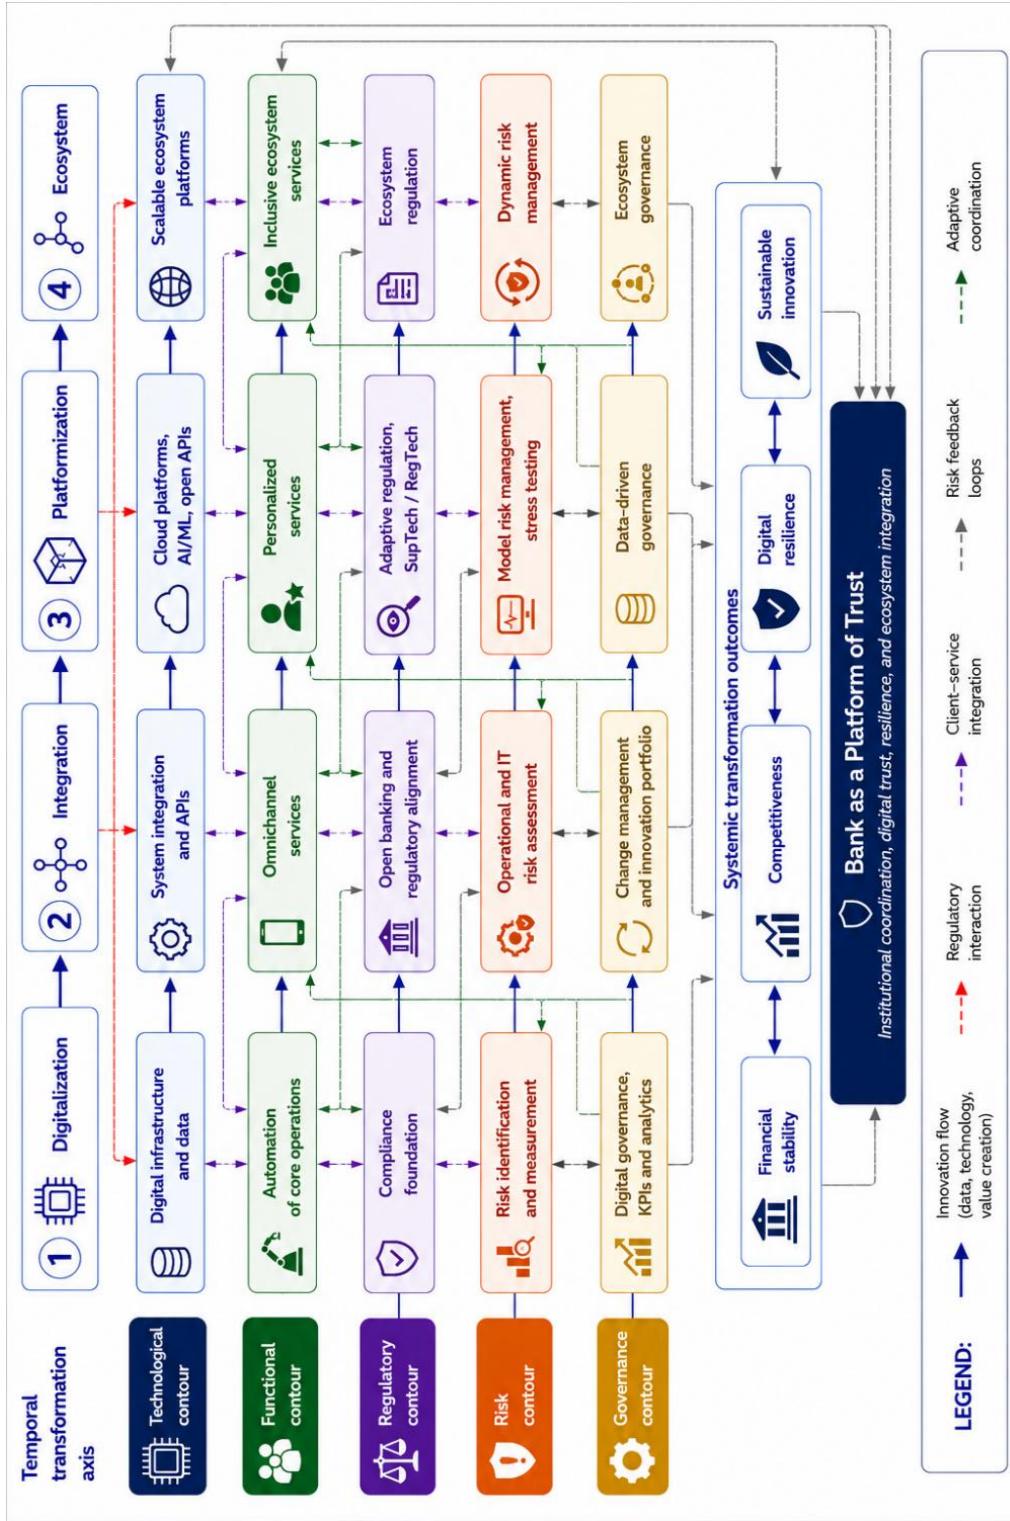 Temporal
transformation
axis
1 Digitalization
2 Integration
3 Platformization
4 Ecosystem
Technological
contour
Digital infrastructure
and data
System integration
and APIs
Cloud platforms,
AI/ML, open APIs
Scalable ecosystem
platforms
Functional
contour
Automation
of core operations
Omnichannel
services
Personalized
services
Inclusive ecosystem
services
Regulatory
contour
Compliance
foundation
Open banking and
regulatory alignment
Adaptive regulation,
SupTech / RegTech
Ecosystem
regulation
Risk
contour
Risk identification
and measurement
Operational and IT
risk assessment
Model risk management,
stress testing
Dynamic risk
management
Governance
contour
Digital governance,
KPIs and analytics
Change management
and innovation portfolio
Data-driven
governance
Ecosystem
governance
Systemic transformation outcomes
Financial
stability
Competitiveness
Digital
resilience
Sustainable
innovation
Bank as a Platform of Trust
Institutional coordination, digital trust, resilience, and ecosystem integration
LEGEND:
Innovation flow
(data, technology,
value creation)
Regulatory
interaction
Client–service
integration
Risk feedback
loops
Adaptive
coordination